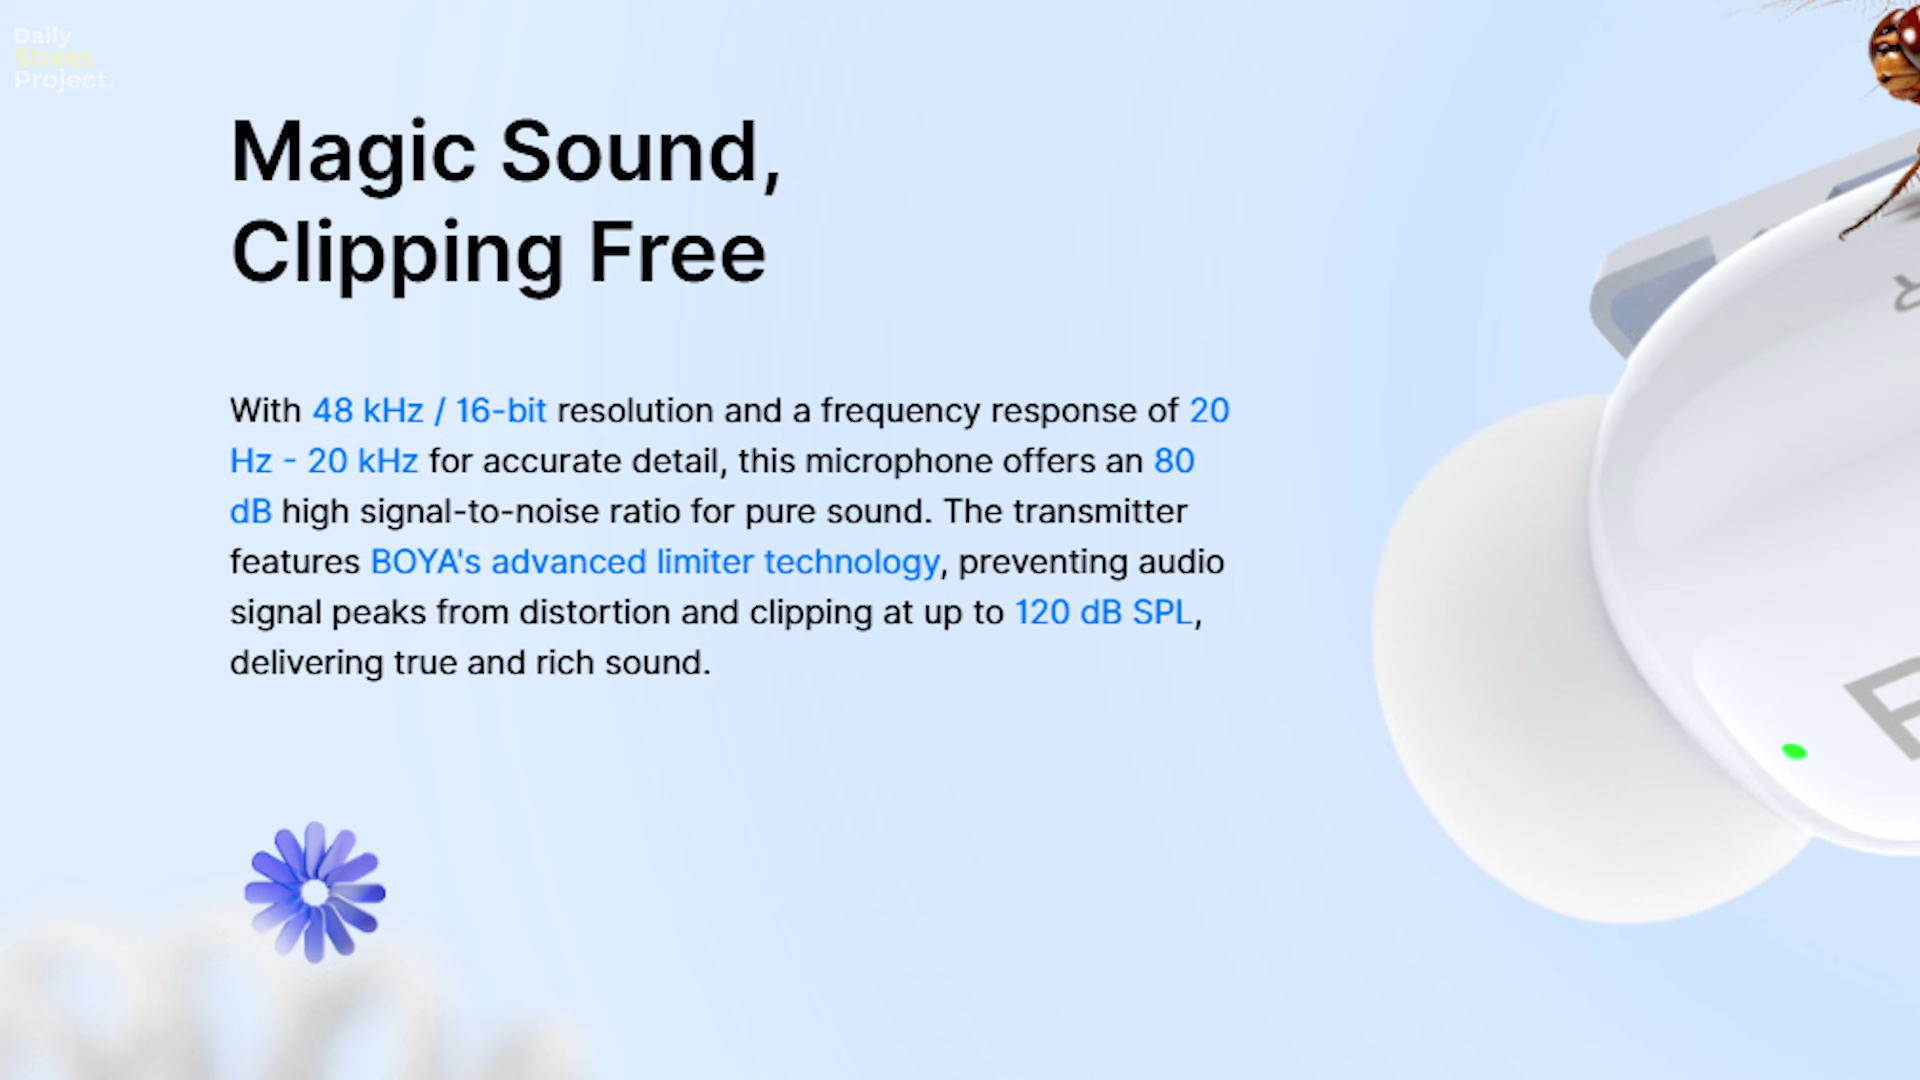 Daily
Street
Project.
Magic Sound,
Clipping Free
With 48 kHz / 16-bit resolution and a frequency response of 20
Hz - 20 kHz for accurate detail, this microphone offers an 80
dB high signal-to-noise ratio for pure sound. The transmitter
features BOYA's advanced limiter technology, preventing audio
signal peaks from distortion and clipping at up to 120 dB SPL,
delivering true and rich sound.